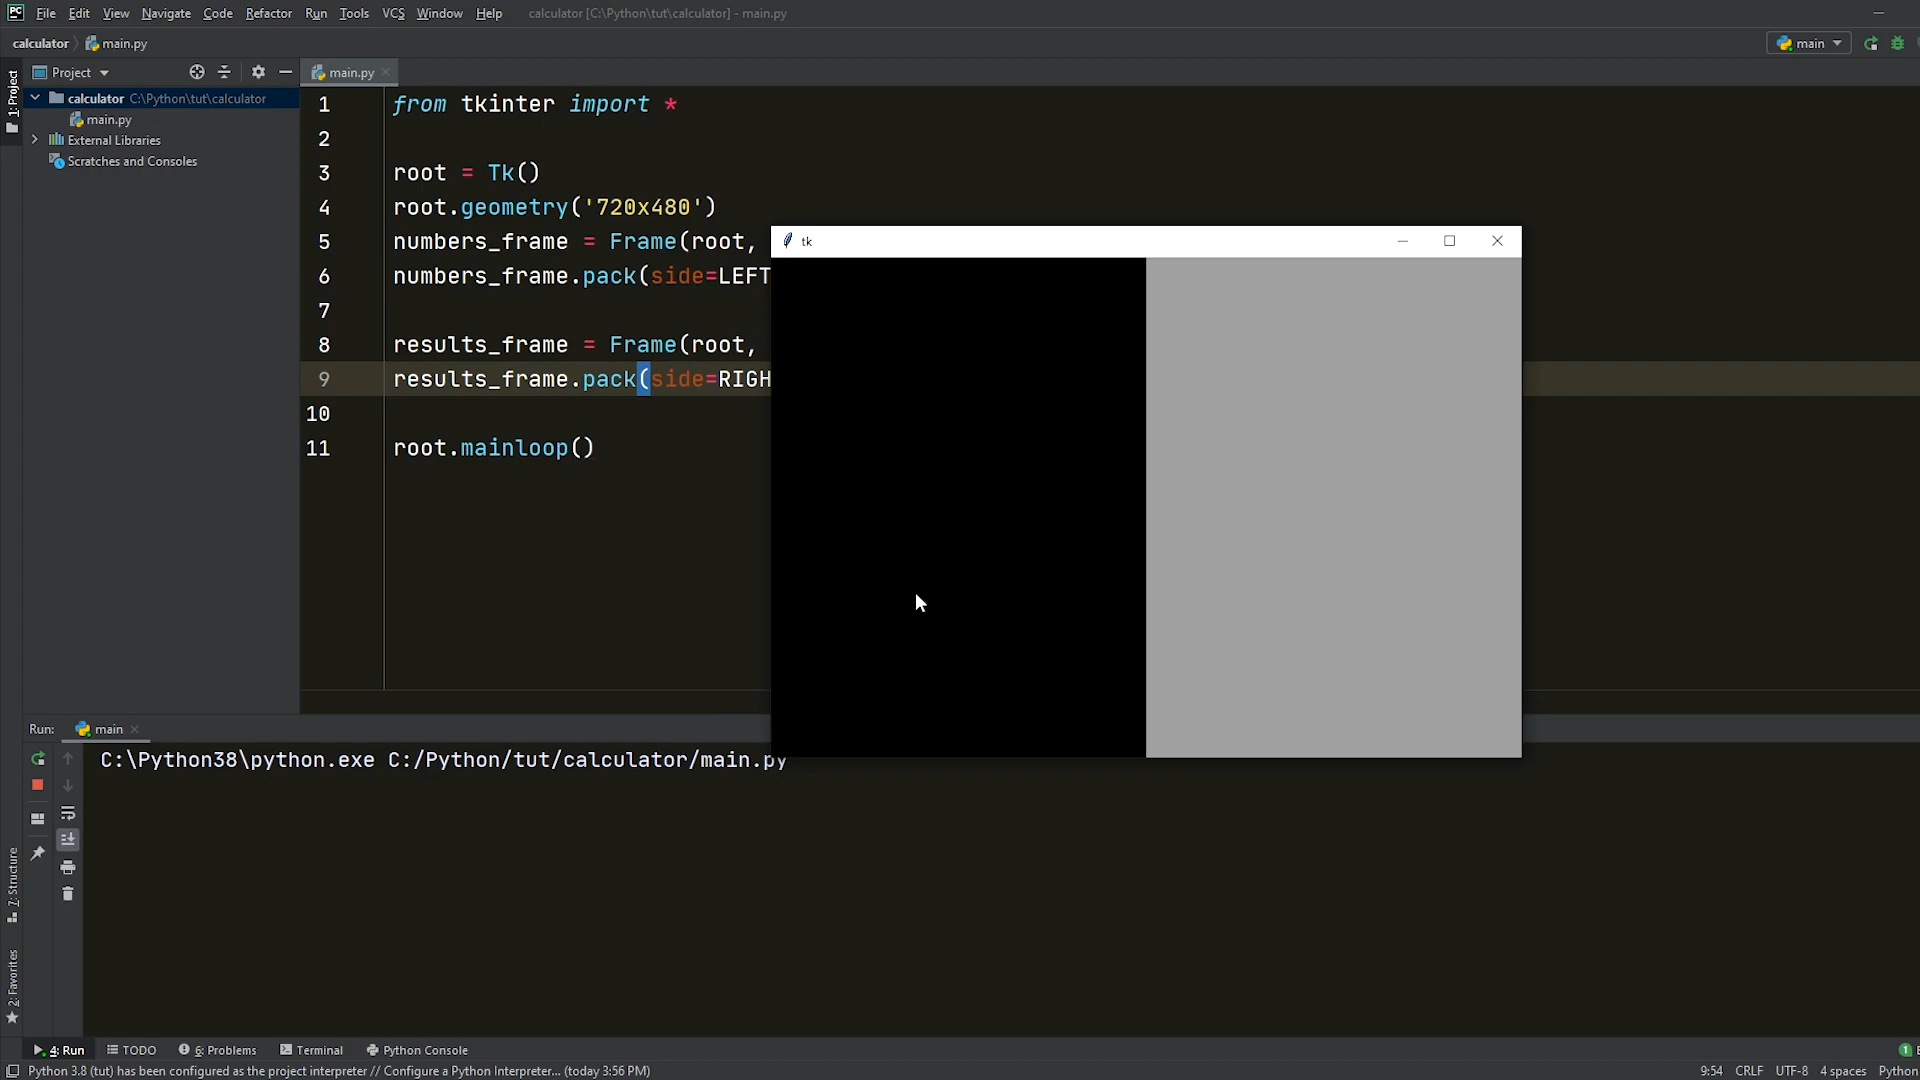 PC File Edit View Navigate Code Refactor Run Tools VCS Window Help calculator [C:\Python\tut\calculator] - main.py
calculator main.py main
1: Project
Project main.py
calculator C:\Python\tut\calculator
main.py
External Libraries
Scratches and Consoles
1 from tkinter import *
2
3 root = Tk()
4 root.geometry('720x480')
5 numbers_frame = Frame(root,
6 numbers_frame.pack(side=LEFT
7
8 results_frame = Frame(root,
9 results_frame.pack(side=RIGH
10
11 root.mainloop()
tk
Run: main
C:\Python38\python.exe C:/Python/tut/calculator/main.py
7: Structure
2: Favorites
4: Run TODO 6: Problems Terminal Python Console 1
Python 3.8 (tut) has been configured as the project interpreter // Configure a Python Interpreter... (today 3:56 PM) 9:54 CRLF UTF-8 4 spaces Python